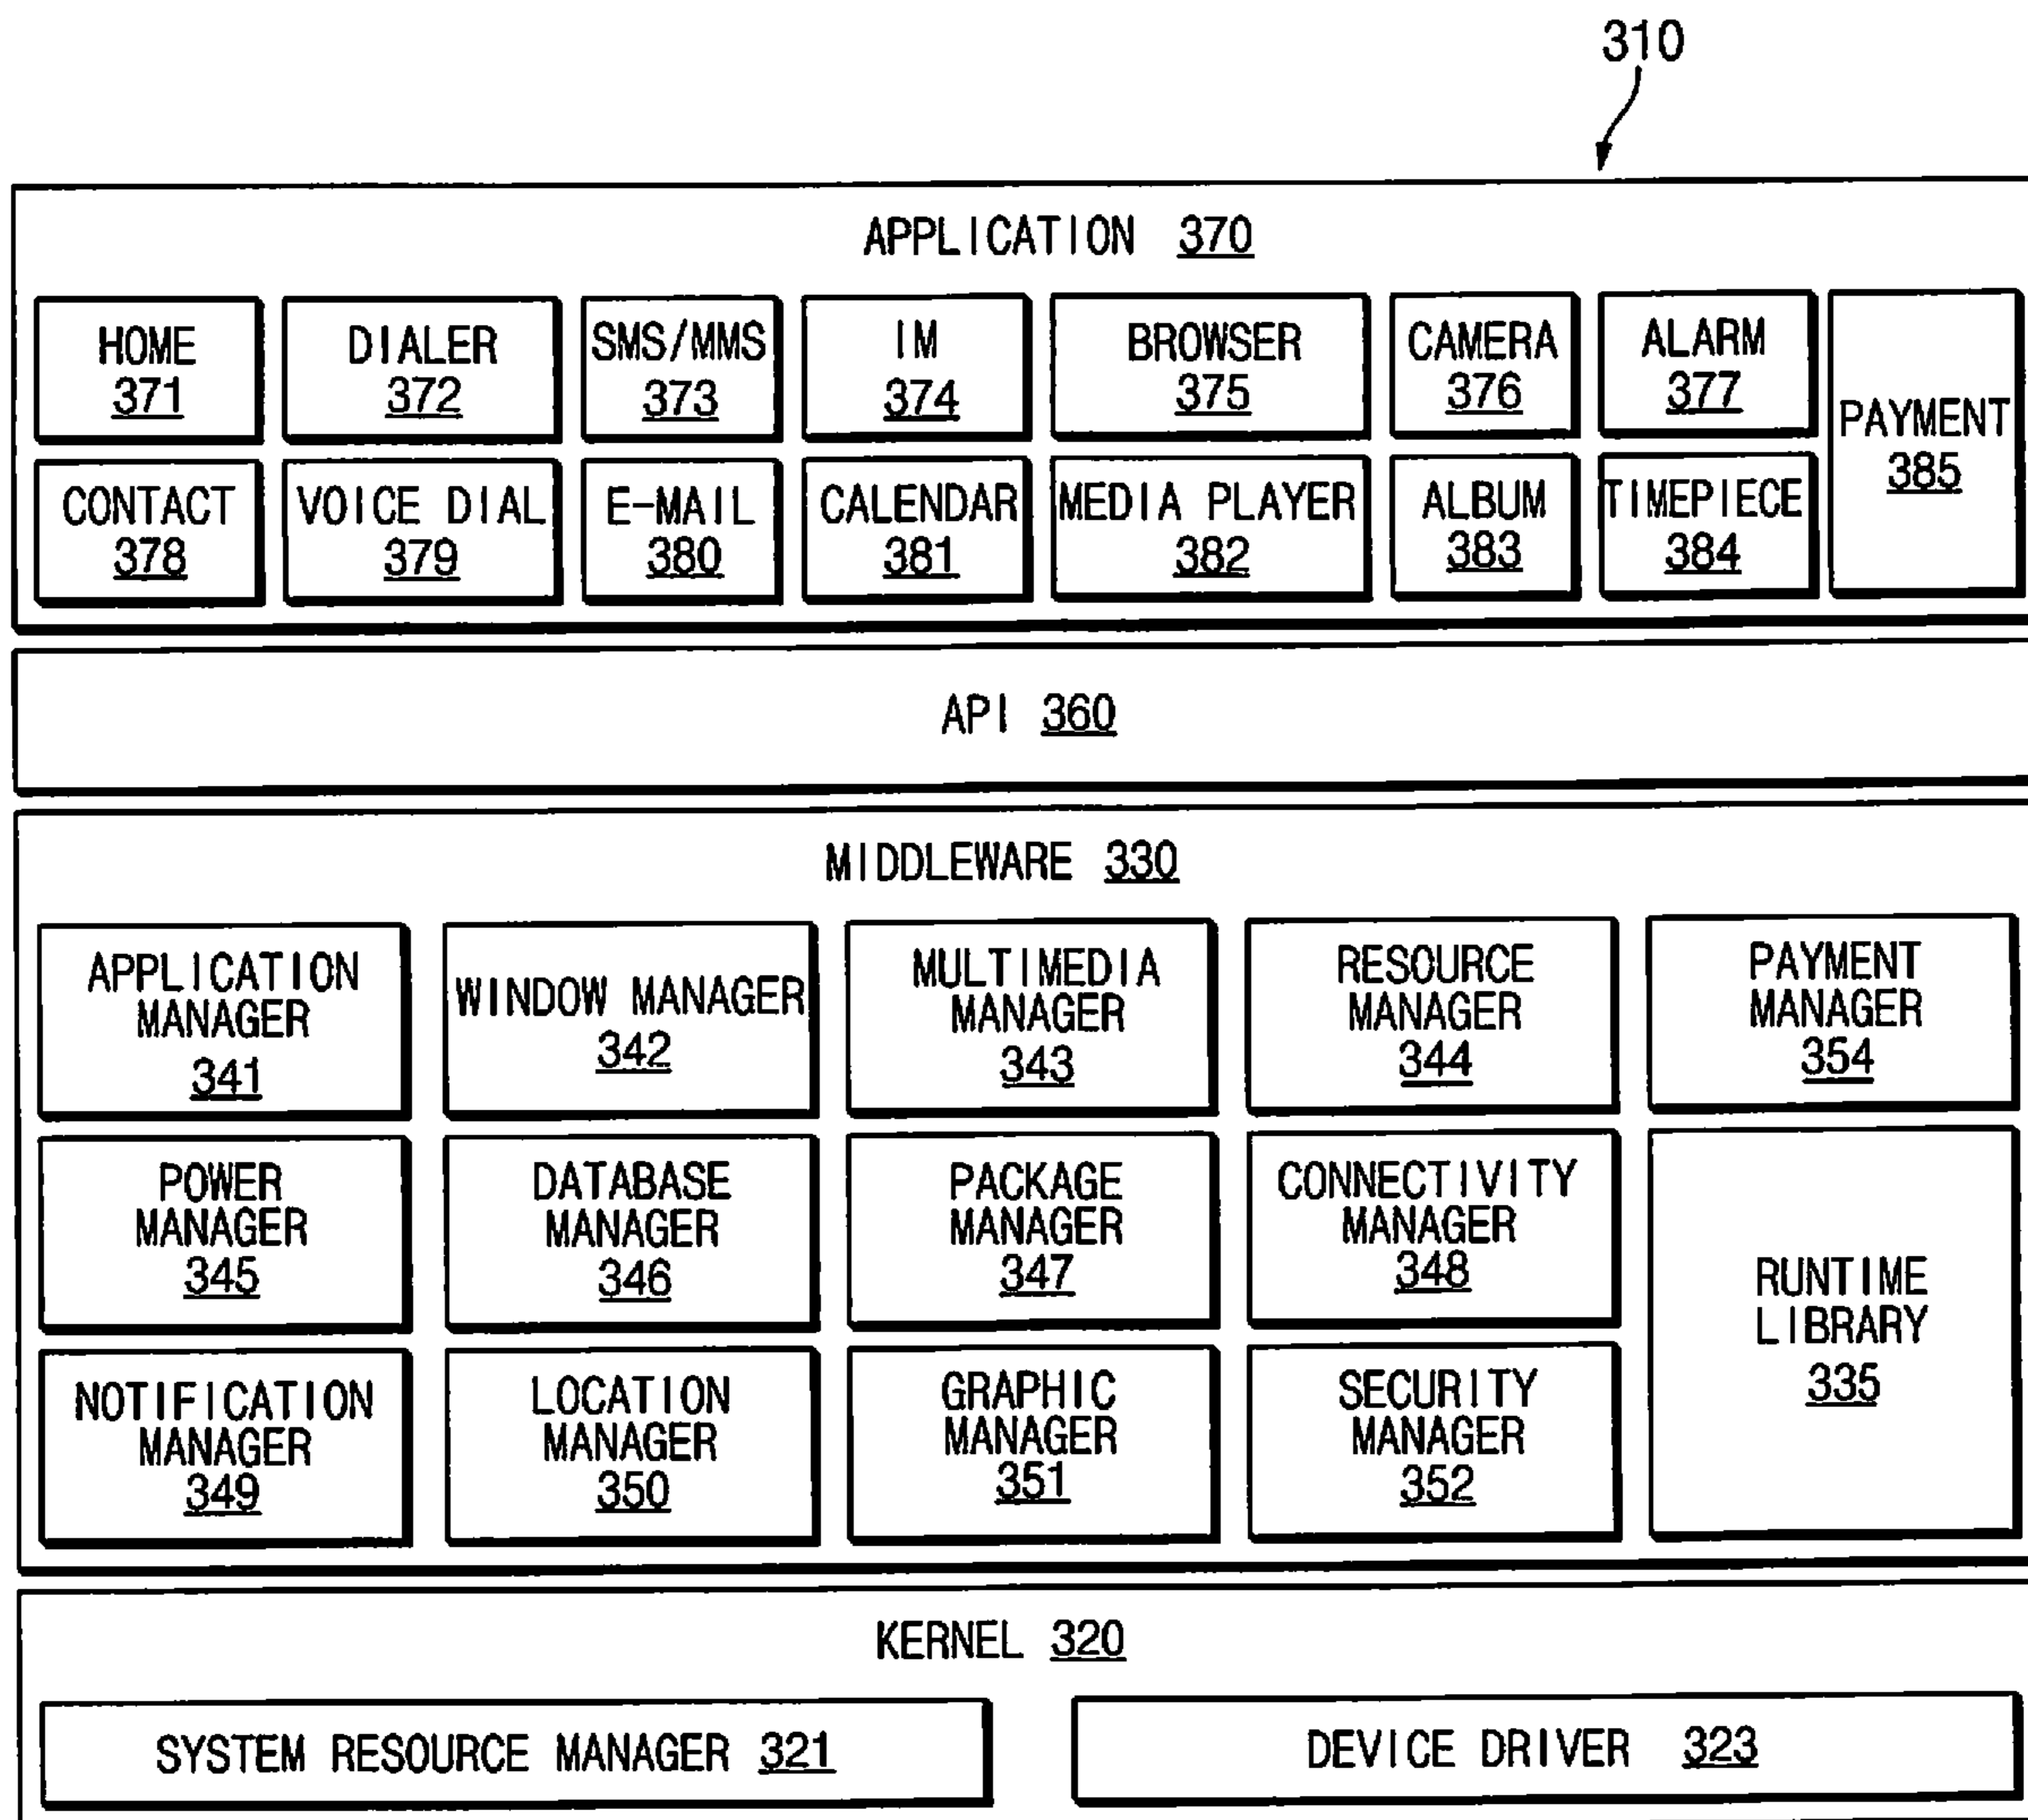 310
APPLICATION 370
HOME
371
DIALER
372
SMS/MMS
373
IM
374
BROWSER
375
CAMERA
376
ALARM
377
PAYMENT
385
CONTACT
378
VOICE DIAL
379
E-MAIL
380
CALENDAR
381
MEDIA PLAYER
382
ALBUM
383
TIMEPIECE
384
API 360
MIDDLEWARE 330
APPLICATION
MANAGER
341
WINDOW MANAGER
342
MULTIMEDIA
MANAGER
343
RESOURCE
MANAGER
344
PAYMENT
MANAGER
354
POWER
MANAGER
345
DATABASE
MANAGER
346
PACKAGE
MANAGER
347
CONNECTIVITY
MANAGER
348
RUNTIME
LIBRARY
335
NOTIFICATION
MANAGER
349
LOCATION
MANAGER
350
GRAPHIC
MANAGER
351
SECURITY
MANAGER
352
KERNEL 320
SYSTEM RESOURCE MANAGER 321
DEVICE DRIVER 323